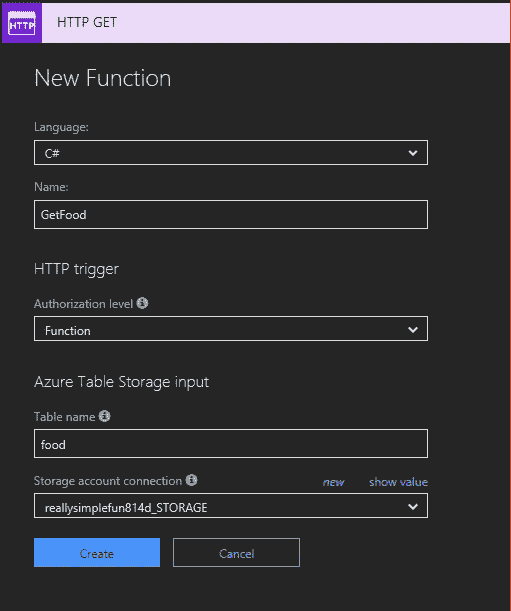 HTTP
HTTP GET
New Function
Language:
C#
Name:
GetFood
HTTP trigger
Authorization level
Function
Azure Table Storage input
Table name
food
Storage account connection new show value
reallysimplefun814d_STORAGE
Create Cancel